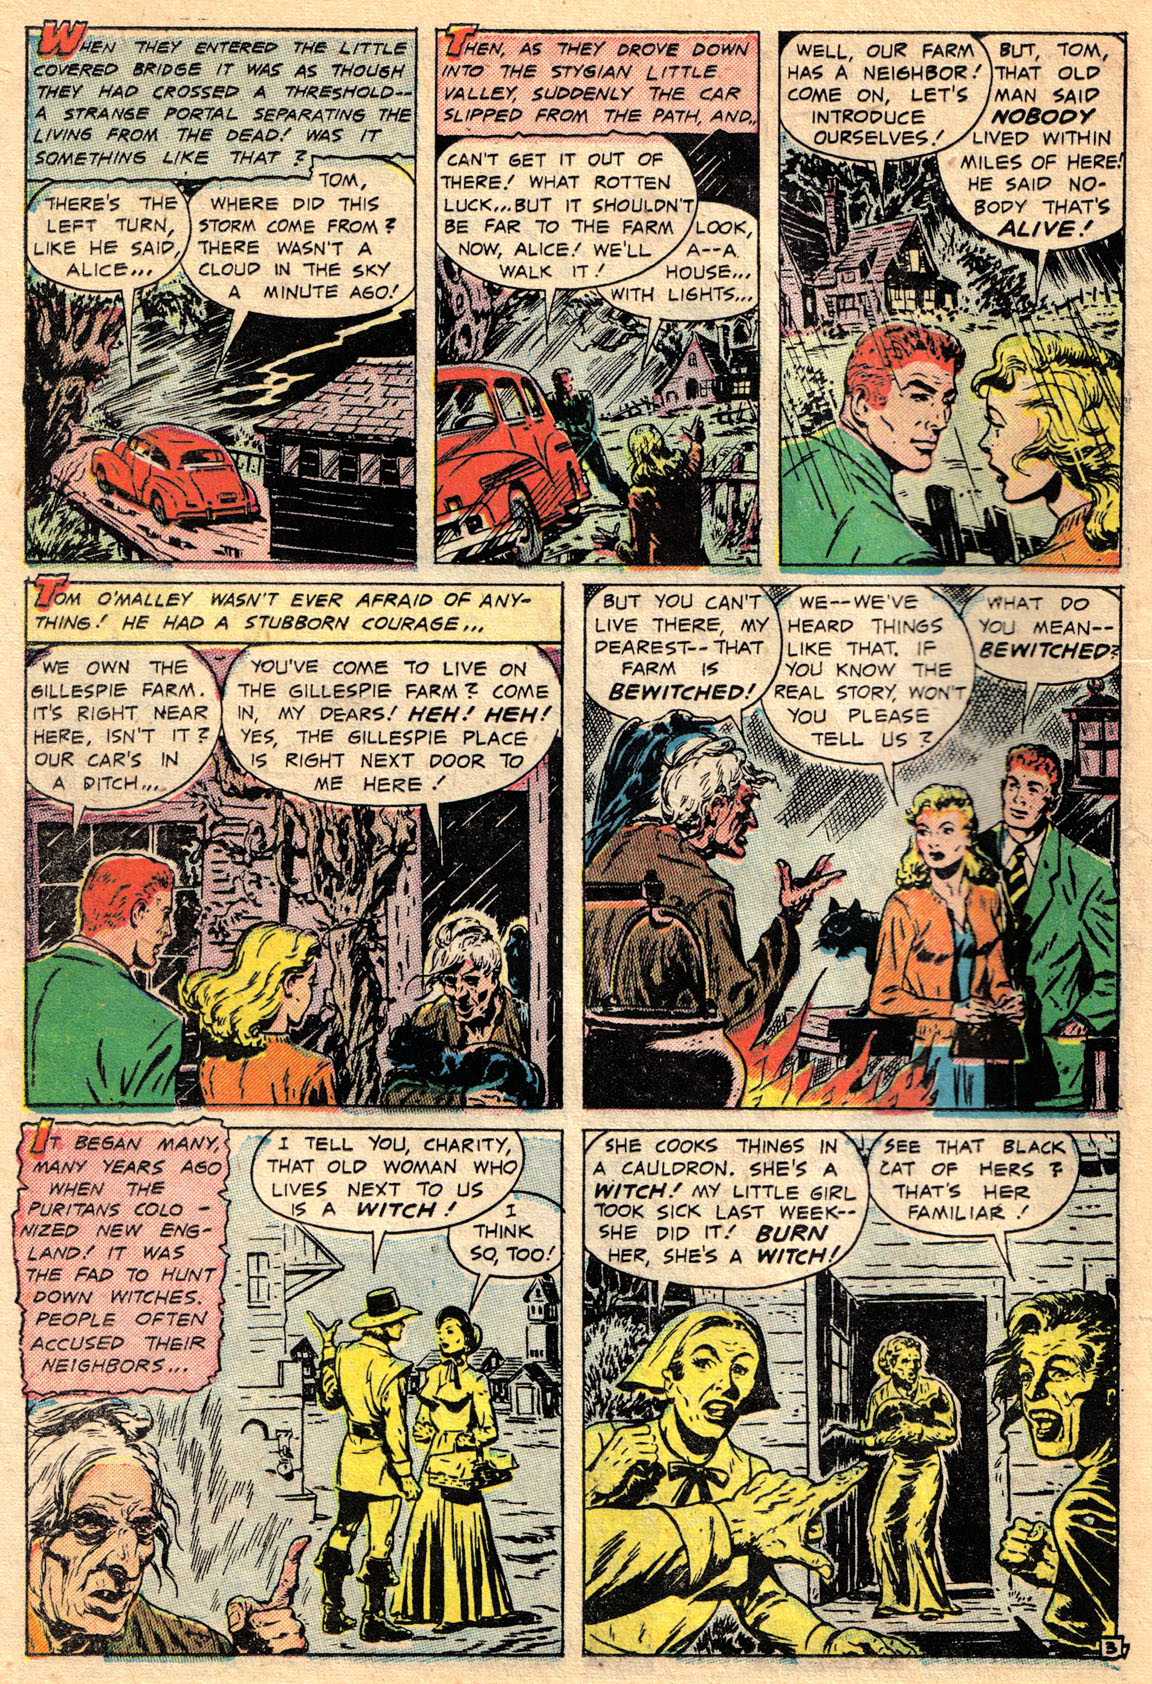 WHEN THEY ENTERED THE LITTLE
COVERED BRIDGE IT WAS AS THOUGH
THEY HAD CROSSED A THRESHOLD--
A STRANGE PORTAL SEPARATING THE
LIVING FROM THE DEAD! WAS IT
SOMETHING LIKE THAT?
THERE'S THE
LEFT TURN,
LIKE HE SAID,
ALICE...
TOM,
WHERE DID THIS
STORM COME FROM?
THERE WASN'T A
CLOUD IN THE SKY
A MINUTE AGO!
THEN, AS THEY DROVE DOWN
INTO THE STYGIAN LITTLE
VALLEY, SUDDENLY THE CAR
SLIPPED FROM THE PATH, AND...
CAN'T GET IT OUT OF
THERE! WHAT ROTTEN
LUCK...BUT IT SHOULDN'T
BE FAR TO THE FARM
NOW, ALICE! WE'LL
WALK IT!
LOOK,
A--A
HOUSE...
WITH LIGHTS...
WELL, OUR FARM
HAS A NEIGHBOR!
COME ON, LET'S
INTRODUCE
OURSELVES!
BUT, TOM,
THAT OLD
MAN SAID
NOBODY
LIVED WITHIN
MILES OF HERE!
HE SAID NO-
BODY THAT'S
ALIVE!
TOM O'MALLEY WASN'T EVER AFRAID OF ANY-
THING! HE HAD A STUBBORN COURAGE...
WE OWN THE
GILLESPIE FARM.
IT'S RIGHT NEAR
HERE, ISN'T IT?
OUR CAR'S IN
A DITCH...
YOU'VE COME TO LIVE ON
THE GILLESPIE FARM? COME
IN, MY DEARS! HEH! HEH!
YES, THE GILLESPIE PLACE
IS RIGHT NEXT DOOR TO
ME HERE!
BUT YOU CAN'T
LIVE THERE, MY
DEAREST--THAT
FARM IS
BEWITCHED!
WE--WE'VE
HEARD THINGS
LIKE THAT. IF
YOU KNOW THE
REAL STORY, WON'T
YOU PLEASE
TELL US?
WHAT DO
YOU MEAN--
BEWITCHED?
IT BEGAN MANY,
MANY YEARS AGO
WHEN THE
PURITANS COLO-
NIZED NEW ENG-
LAND! IT WAS
THE FAD TO HUNT
DOWN WITCHES.
PEOPLE OFTEN
ACCUSED THEIR
NEIGHBORS...
I TELL YOU, CHARITY,
THAT OLD WOMAN WHO
LIVES NEXT TO US
IS A WITCH!
I
THINK
SO, TOO!
SHE COOKS THINGS IN
A CAULDRON. SHE'S A
WITCH! MY LITTLE GIRL
TOOK SICK LAST WEEK--
SHE DID IT! BURN
HER, SHE'S A WITCH!
SEE THAT BLACK
CAT OF HERS?
THAT'S HER
FAMILIAR!
3